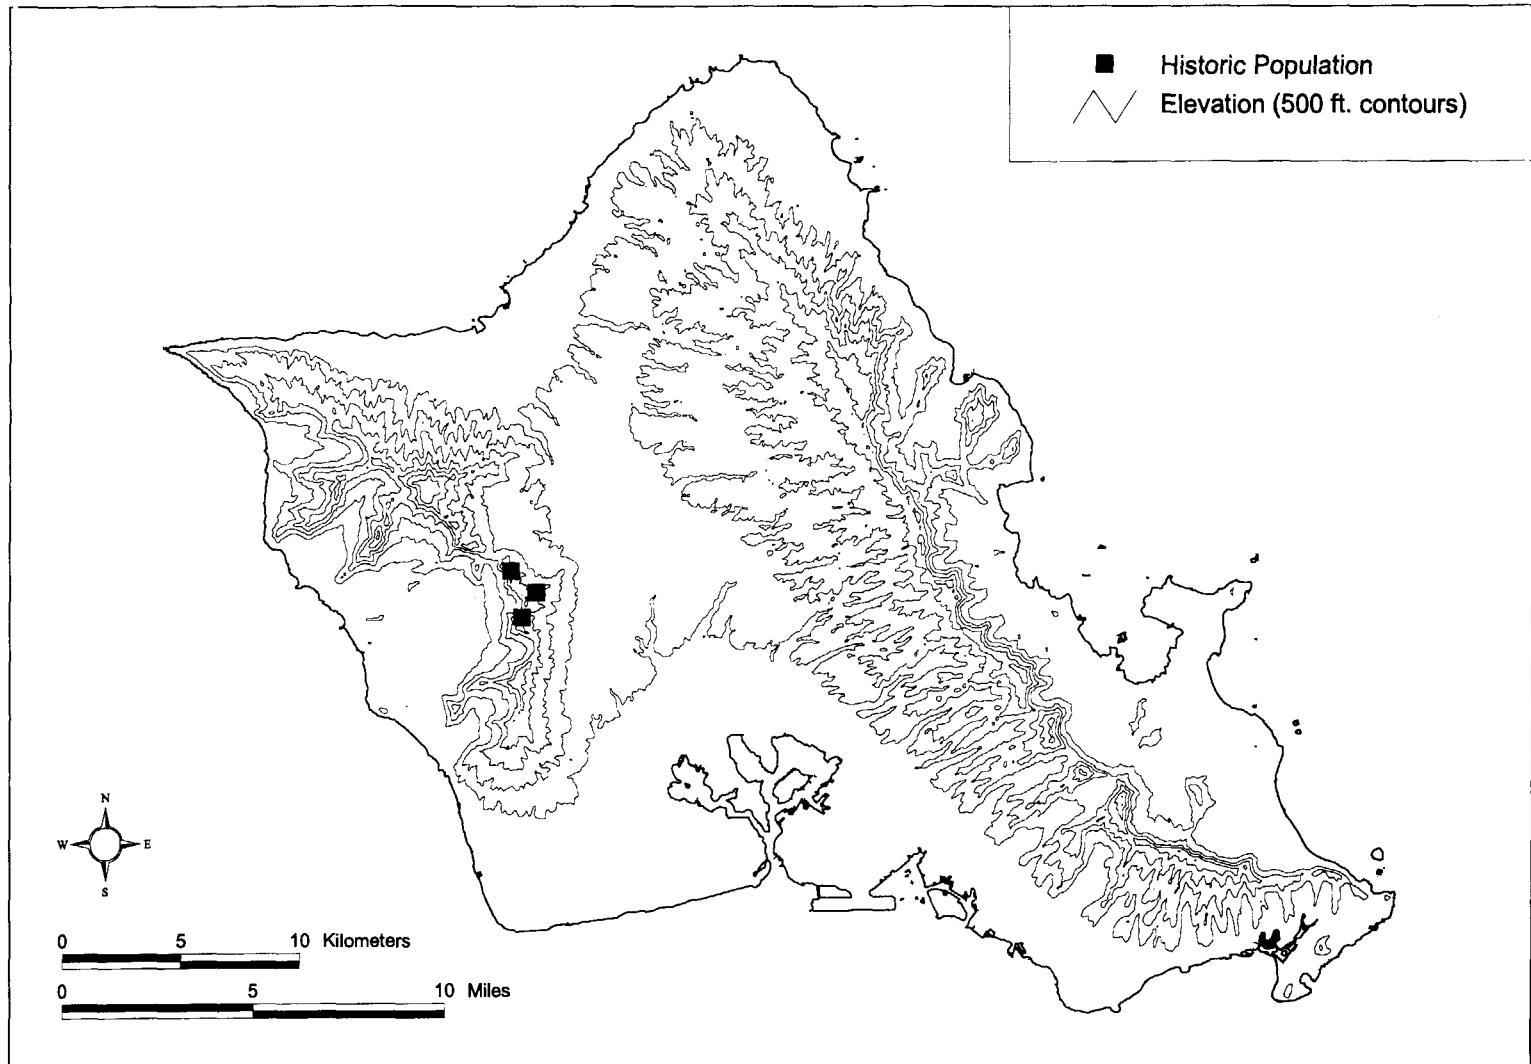 Historic Population
Elevation (500 ft. contours)
N
W E
S
0 5 10 Kilometers
0 5 10 Miles